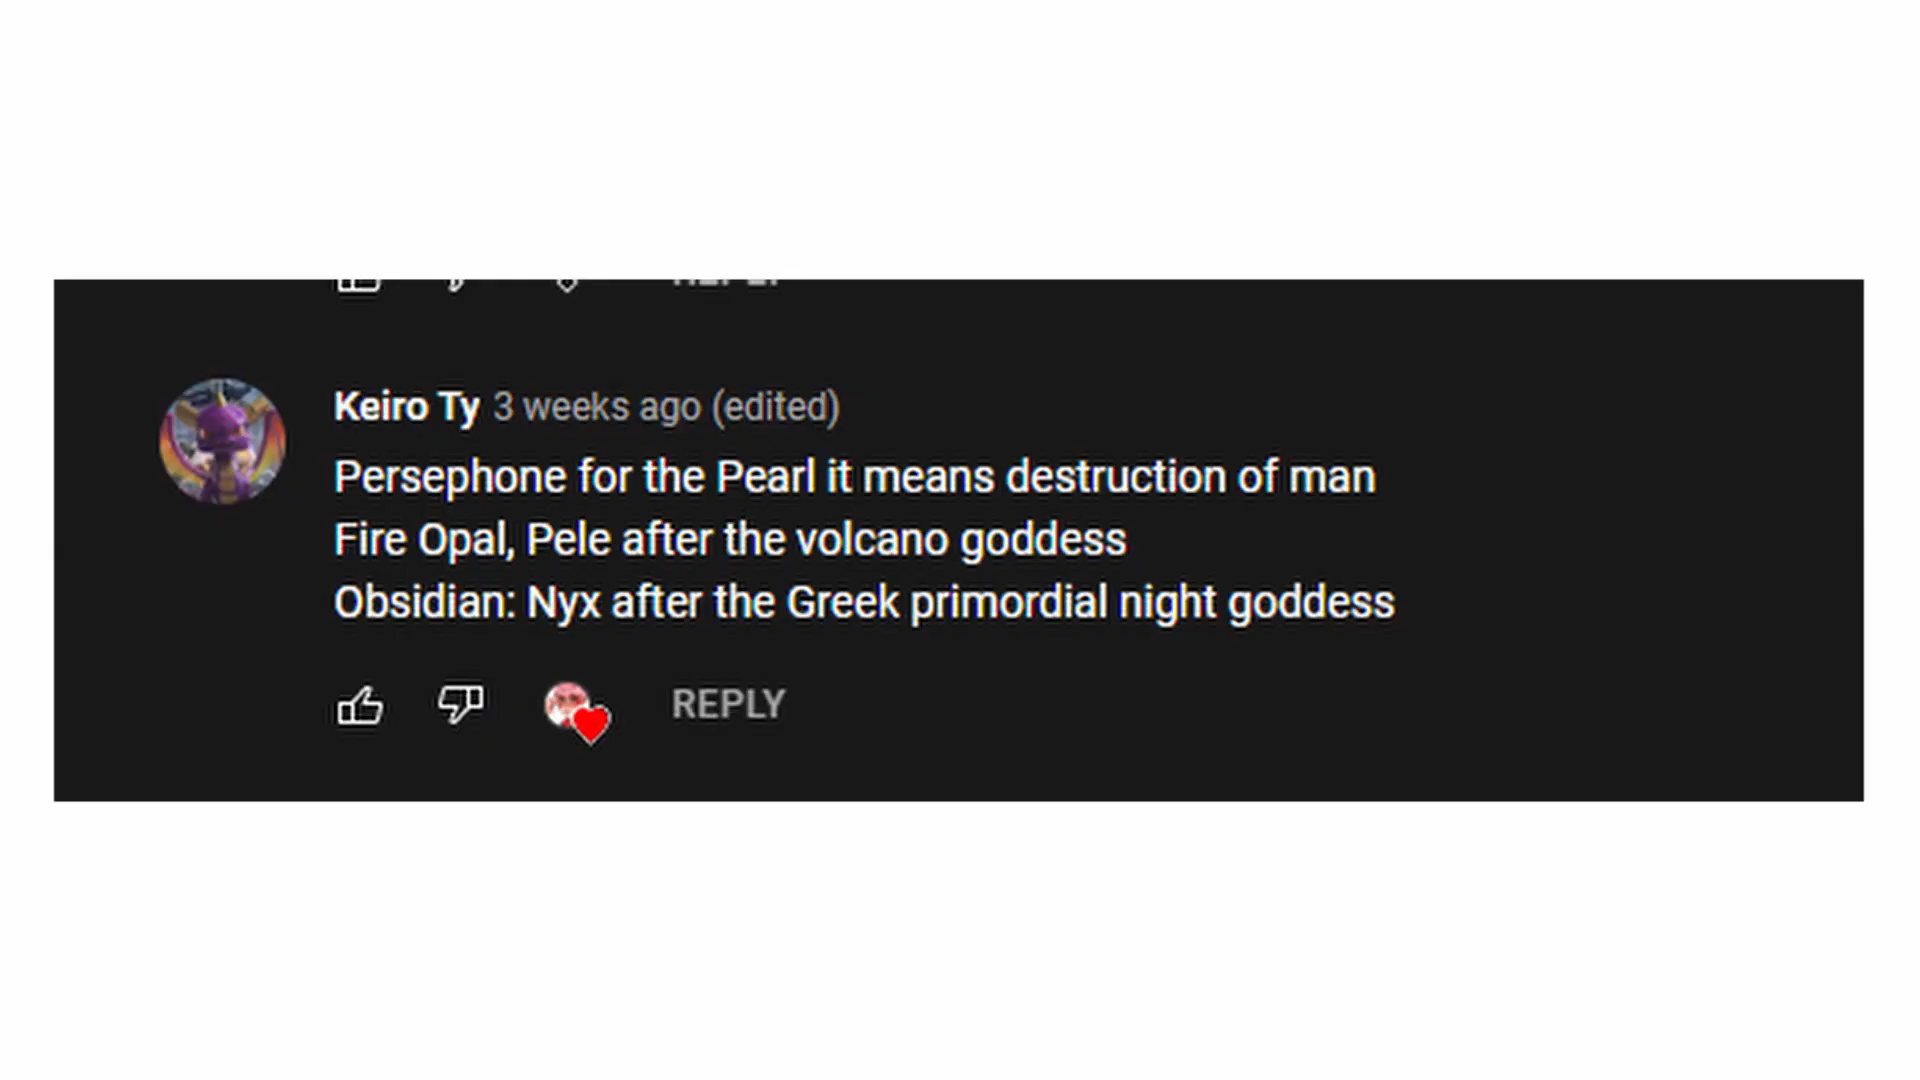 Keiro Ty 3 weeks ago (edited)
Persephone for the Pearl it means destruction of man
Fire Opal, Pele after the volcano goddess
Obsidian: Nyx after the Greek primordial night goddess
REPLY